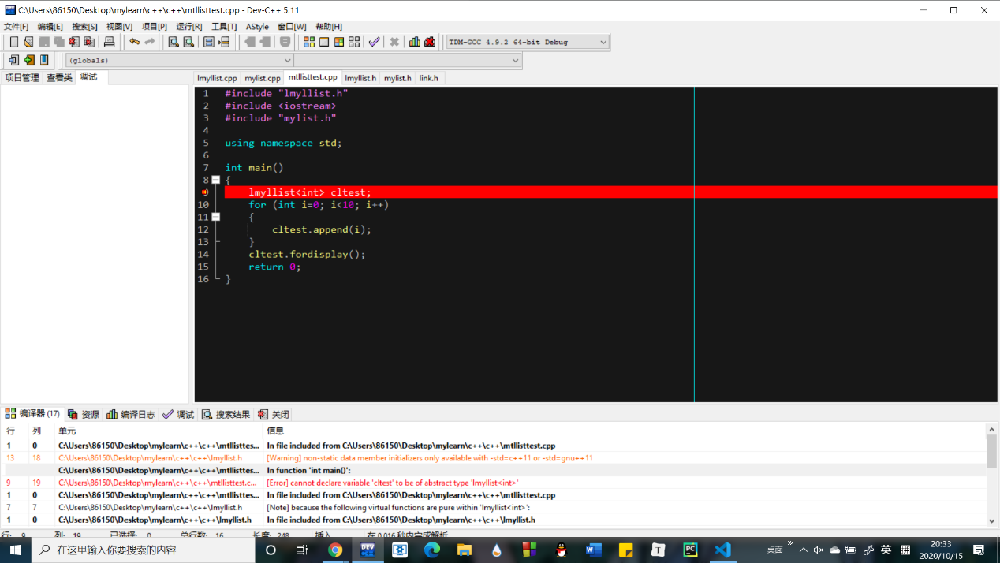 C:\Users\86150\Desktop\mylearn\c++\c++\mtllisttest.cpp - Dev-C++ 5.11
文件[F] 编辑[E] 搜索[S] 视图[V] 项目[P] 运行[R] 工具[T] AStyle 窗口[W] 帮助[H]
TDM-GCC 4.9.2 64-bit Debug
(globals)
项目管理 查看类 调试
lmyllist.cpp mylist.cpp mtllisttest.cpp lmyllist.h mylist.h link.h
1 #include "lmyllist.h"
2 #include <iostream>
3 #include "mylist.h"
4
5 using namespace std;
6
7 int main()
8 {
lmyllist<int> cltest;
10 for (int i=0; i<10; i++)
11 {
12 cltest.append(i);
13 }
14 cltest.fordisplay();
15 return 0;
16 }
编译器 (17) 资源 编译日志 调试 搜索结果 关闭
行 列 单元 信息
1 0 C:\Users\86150\Desktop\mylearn\c++\c++\mtllisttes... In file included from C:\Users\86150\Desktop\mylearn\c++\c++\mtllisttest.cpp
13 18 C:\Users\86150\Desktop\mylearn\c++\c++\lmyllist.h [Warning] non-static data member initializers only available with -std=c++11 or -std=gnu++11
C:\Users\86150\Desktop\mylearn\c++\c++\mtllisttes... In function 'int main()':
9 19 C:\Users\86150\Desktop\mylearn\c++\c++\mtllisttest.c... [Error] cannot declare variable 'cltest' to be of abstract type 'lmyllist<int>'
1 0 C:\Users\86150\Desktop\mylearn\c++\c++\mtllisttes... In file included from C:\Users\86150\Desktop\mylearn\c++\c++\mtllisttest.cpp
7 7 C:\Users\86150\Desktop\mylearn\c++\c++\lmyllist.h [Note] because the following virtual functions are pure within 'lmyllist<int>':
1 0 C:\Users\86150\Desktop\mylearn\c++\c++\lmyllist.h In file included from C:\Users\86150\Desktop\mylearn\c++\c++\lmyllist.h
行: 9 列: 19 已选择: 0 总行数: 16 长度: 248 插入 在 0.016 秒内完成解析
在这里输入你要搜索的内容
DEV
W T PC
桌面 » 英
20:33
2020/10/15